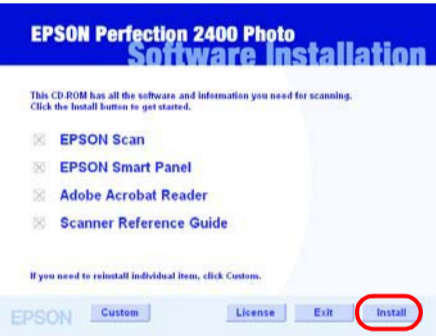 EPSON Perfection 2400 Photo
Software Installation
This CD-ROM has all the software and information you need for scanning.
Click the Install button to get started.
EPSON Scan
EPSON Smart Panel
Adobe Acrobat Reader
Scanner Reference Guide
If you need to reinstall individual item, click Custom.
EPSON Custom License Exit Install